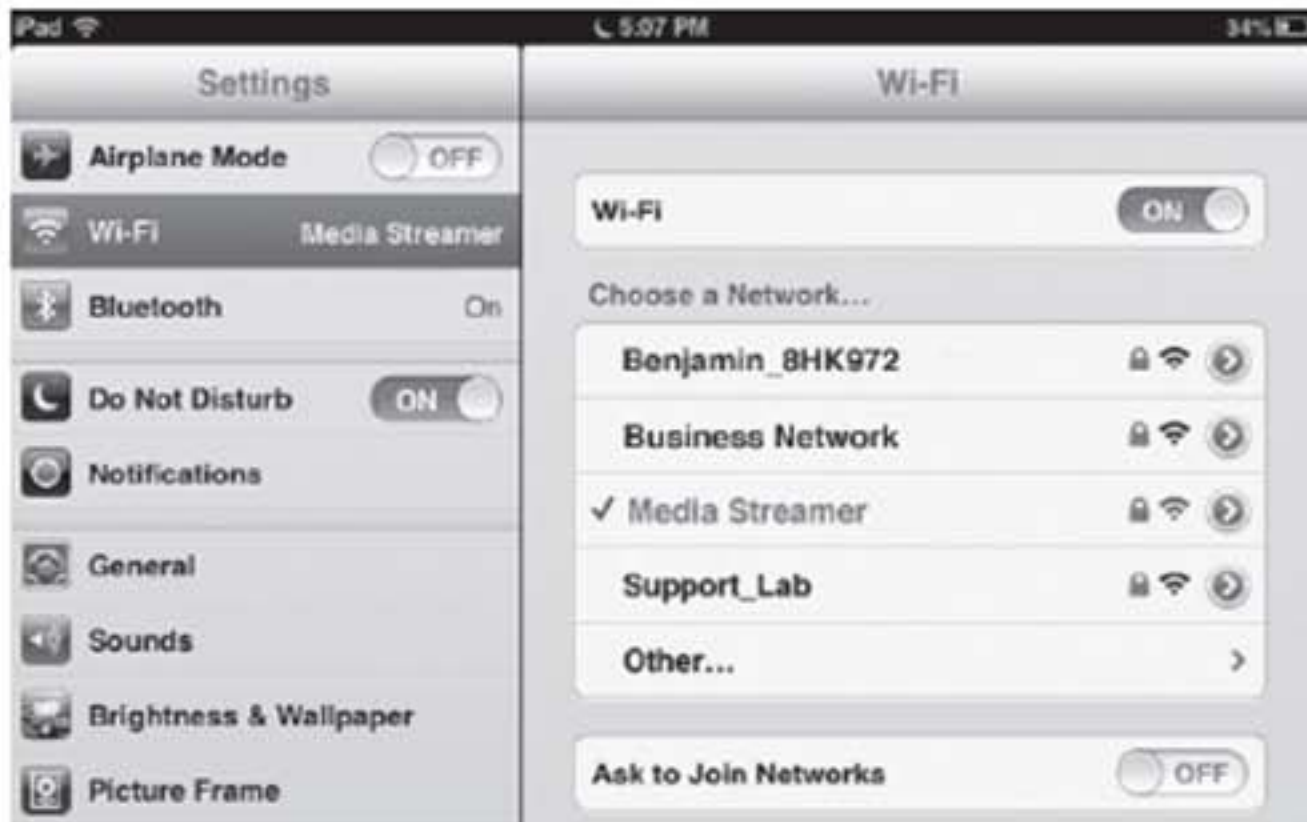 iPad 5:07 PM 34%
Settings
Airplane Mode OFF
Wi-Fi Media Streamer
Bluetooth On
Do Not Disturb ON
Notifications
General
Sounds
Brightness & Wallpaper
Picture Frame
Wi-Fi
Wi-Fi ON
Choose a Network...
Benjamin_8HK972
Business Network
Media Streamer
Support_Lab
Other...
Ask to Join Networks OFF